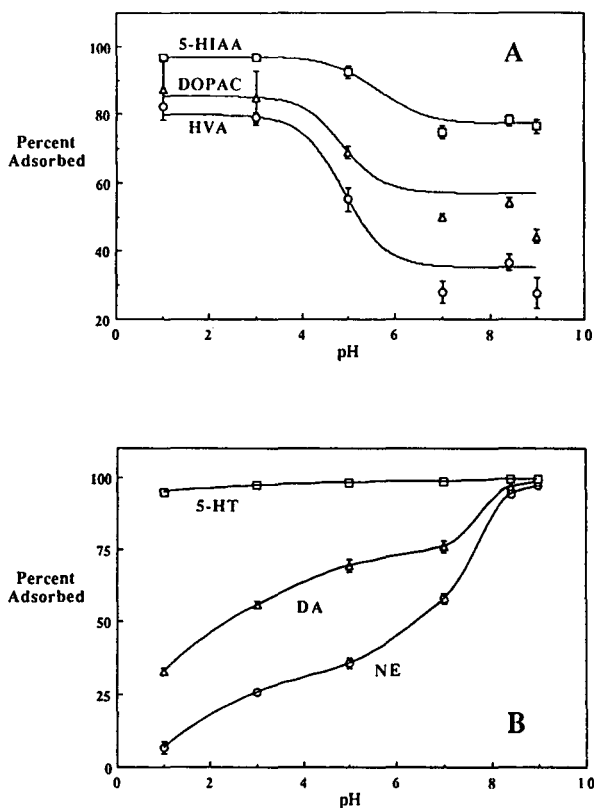 A
100
5-HIAA
DOPAC
80
HVA
Percent
Adsorbed
60
40
20
0 2 4 6 8 10
pH
100
5-HT
75
Percent
Adsorbed
50
DA
NE
25
B
0
0 2 4 6 8 10
pH